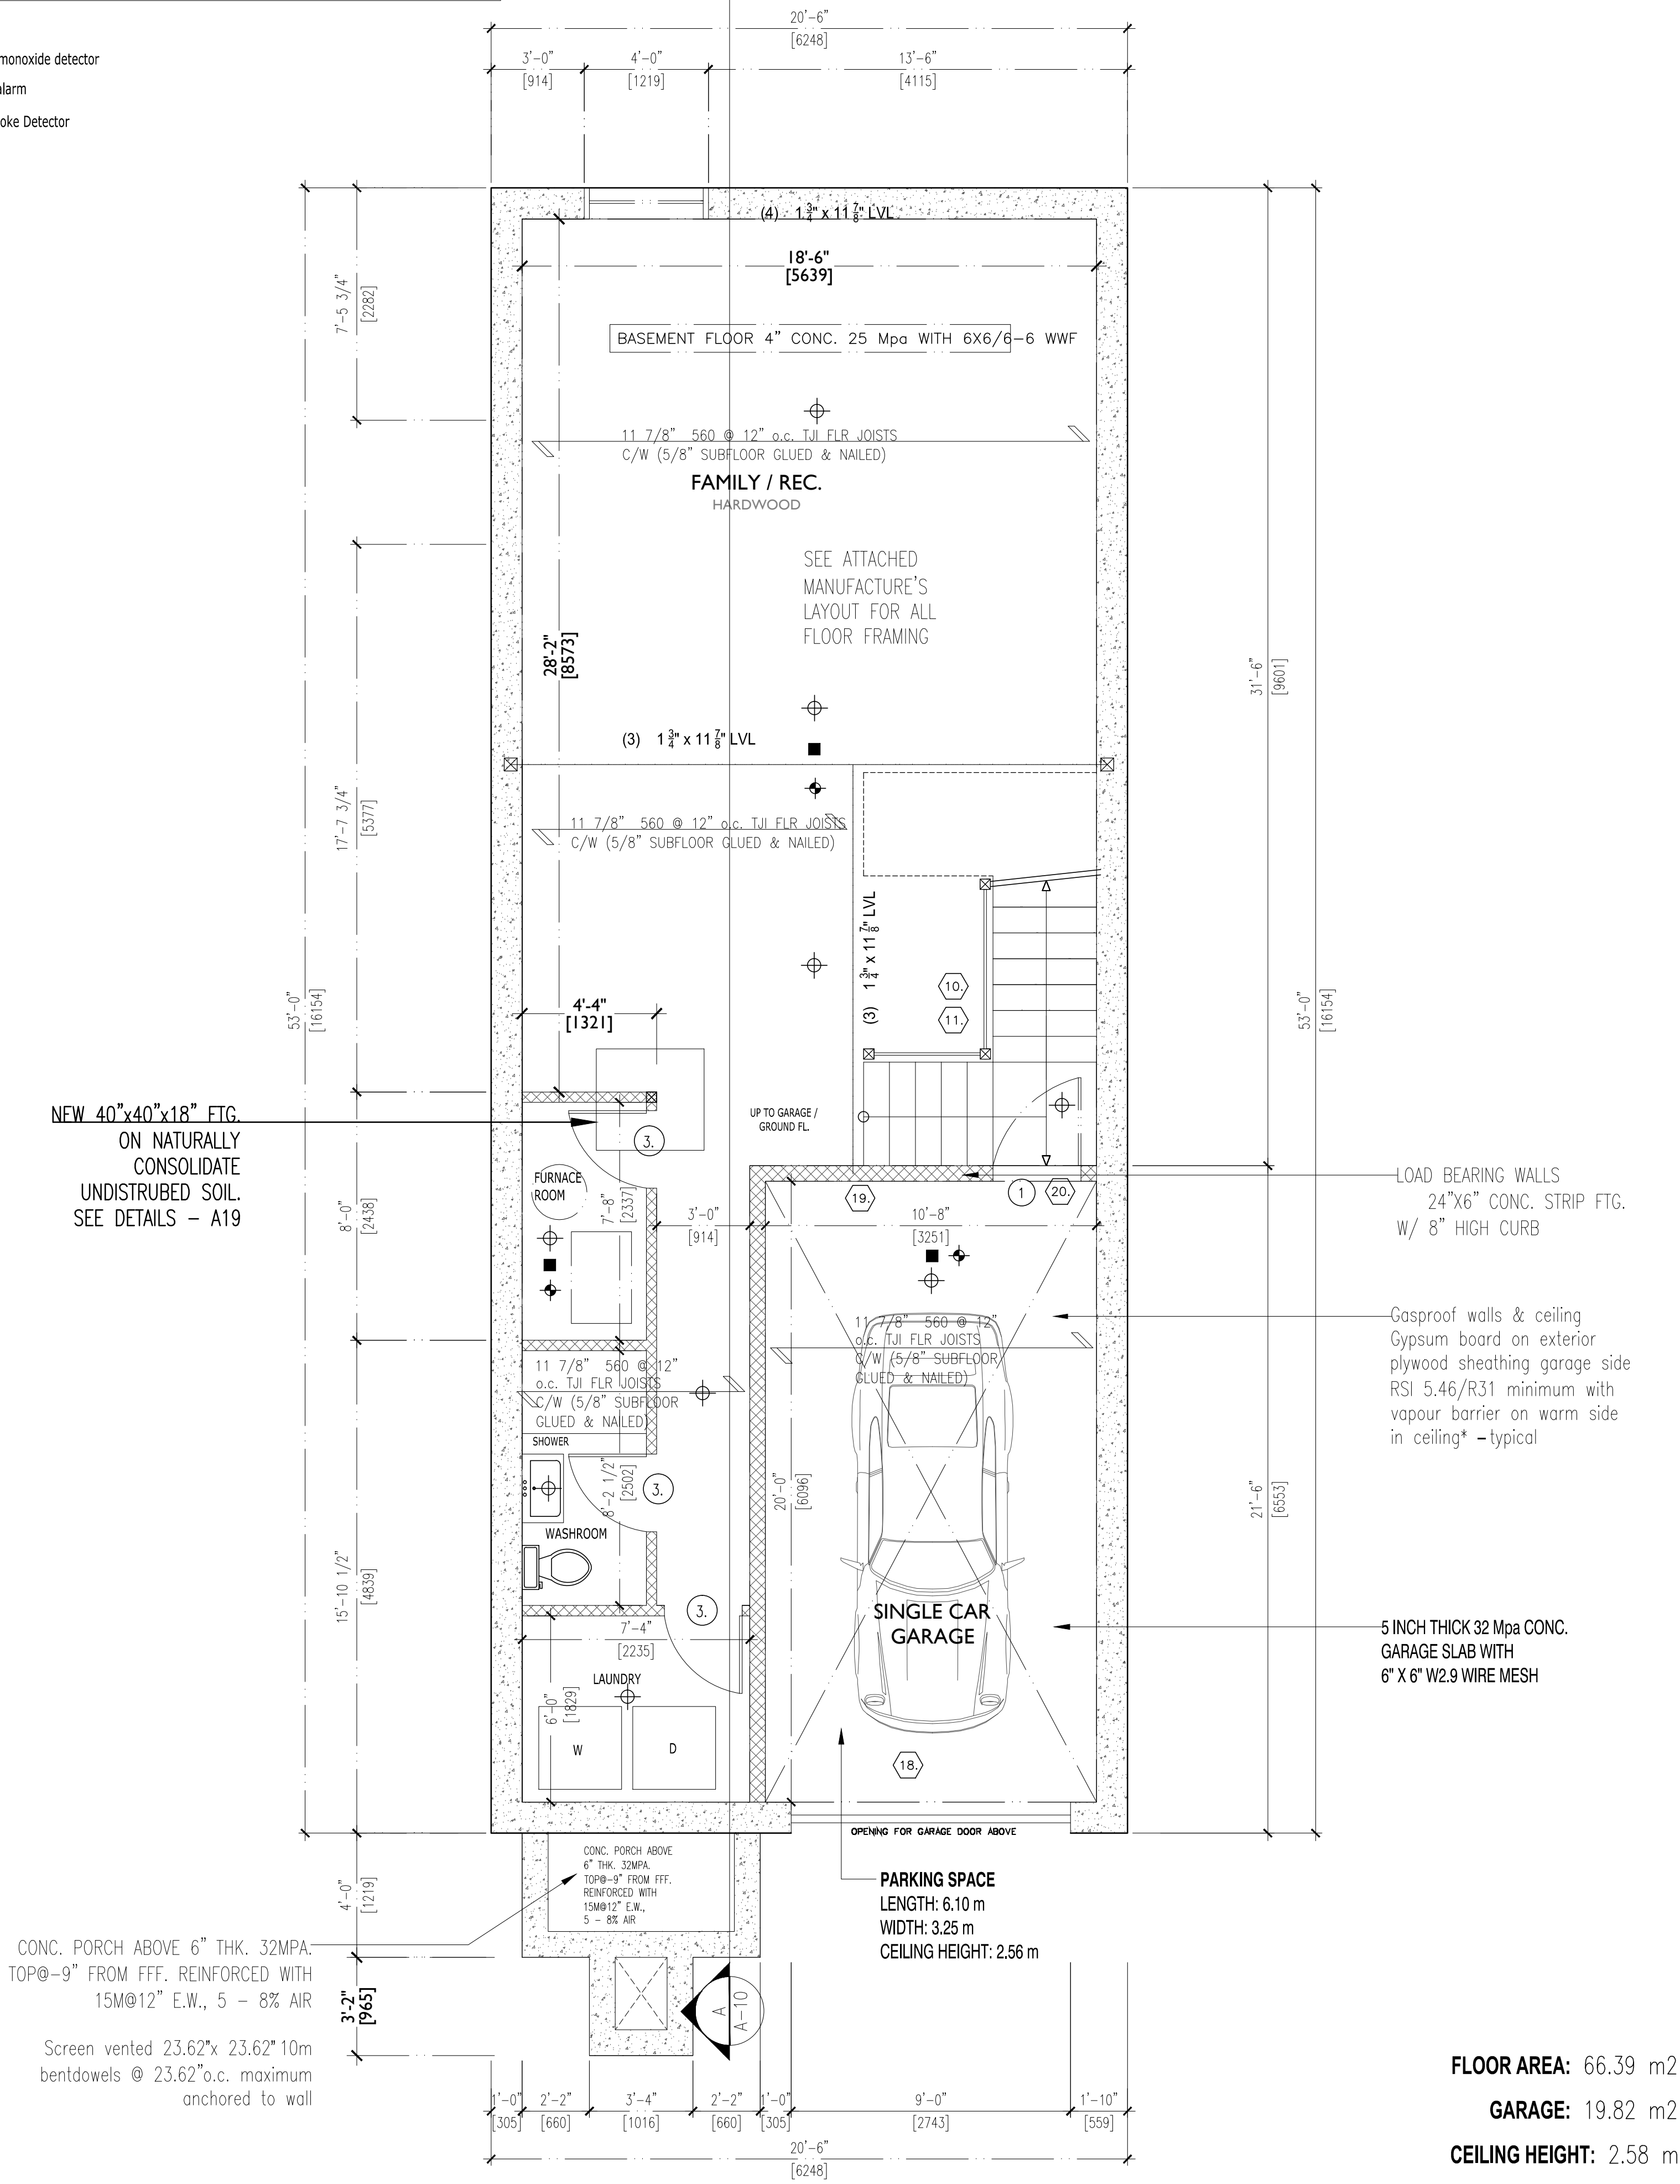 monoxide detector
alarm
oke Detector
20'-6"
[6248]
3'-0"
[914]
4'-0"
[1219]
13'-6"
[4115]
(4) 1 3/4" x 11 7/8" LVL
18'-6"
[5639]
7'-5 3/4"
[2282]
BASEMENT FLOOR 4" CONC. 25 Mpa WITH 6X6/6-6 WWF
11 7/8" 560 @ 12" o.c. TJI FLR JOISTS
C/W (5/8" SUBFLOOR GLUED & NAILED)
FAMILY / REC.
HARDWOOD
SEE ATTACHED
MANUFACTURE'S
LAYOUT FOR ALL
FLOOR FRAMING
28'-2"
[8573]
31'-6"
[9601]
(3) 1 3/4" x 11 7/8" LVL
17'-7 3/4"
[5377]
11 7/8" 560 @ 12" o.c. TJI FLR JOISTS
C/W (5/8" SUBFLOOR GLUED & NAILED)
(3) 1 3/4" x 11 7/8" LVL
10.
11.
53'-0"
[16154]
4'-4"
[1321]
53'-0"
[16154]
NEW 40"x40"x18" FTG.
ON NATURALLY
CONSOLIDATE
UNDISTRUBED SOIL.
SEE DETAILS - A19
UP TO GARAGE /
GROUND FL.
3.
FURNACE
ROOM
7'-8"
[2337]
8'-0"
[2438]
3'-0"
[914]
19.
1
20.
10'-8"
[3251]
LOAD BEARING WALLS
24"X6" CONC. STRIP FTG.
W/ 8" HIGH CURB
Gasproof walls & ceiling
Gypsum board on exterior
plywood sheathing garage side
RSI 5.46/R31 minimum with
vapour barrier on warm side
in ceiling* -typical
11 7/8" 560 @ 12"
o.c. TJI FLR JOISTS
C/W (5/8" SUBFLOOR
GLUED & NAILED)
11 7/8" 560 @ 12"
o.c. TJI FLR JOISTS
C/W (5/8" SUBFLOOR
GLUED & NAILED)
SHOWER
8'-2 1/2"
[2502]
3.
WASHROOM
20'-0"
[6096]
21'-6"
[6553]
15'-10 1/2"
[4839]
3.
7'-4"
[2235]
SINGLE CAR
GARAGE
5 INCH THICK 32 Mpa CONC.
GARAGE SLAB WITH
6" X 6" W2.9 WIRE MESH
LAUNDRY
6'-0"
[1829]
W
D
18.
OPENING FOR GARAGE DOOR ABOVE
CONC. PORCH ABOVE
6" THK. 32MPA.
TOP@-9" FROM FFF.
REINFORCED WITH
15M@12" E.W.,
5 - 8% AIR
4'-0"
[1219]
PARKING SPACE
LENGTH: 6.10 m
WIDTH: 3.25 m
CEILING HEIGHT: 2.56 m
CONC. PORCH ABOVE 6" THK. 32MPA.
TOP@-9" FROM FFF. REINFORCED WITH
15M@12" E.W., 5 - 8% AIR
3'-2"
[965]
A
A-10
Screen vented 23.62"x 23.62" 10m
bentdowels @ 23.62"o.c. maximum
anchored to wall
1'-0"
[305]
2'-2"
[660]
3'-4"
[1016]
2'-2"
[660]
1'-0"
[305]
9'-0"
[2743]
1'-10"
[559]
20'-6"
[6248]
FLOOR AREA: 66.39 m2
GARAGE: 19.82 m2
CEILING HEIGHT: 2.58 m